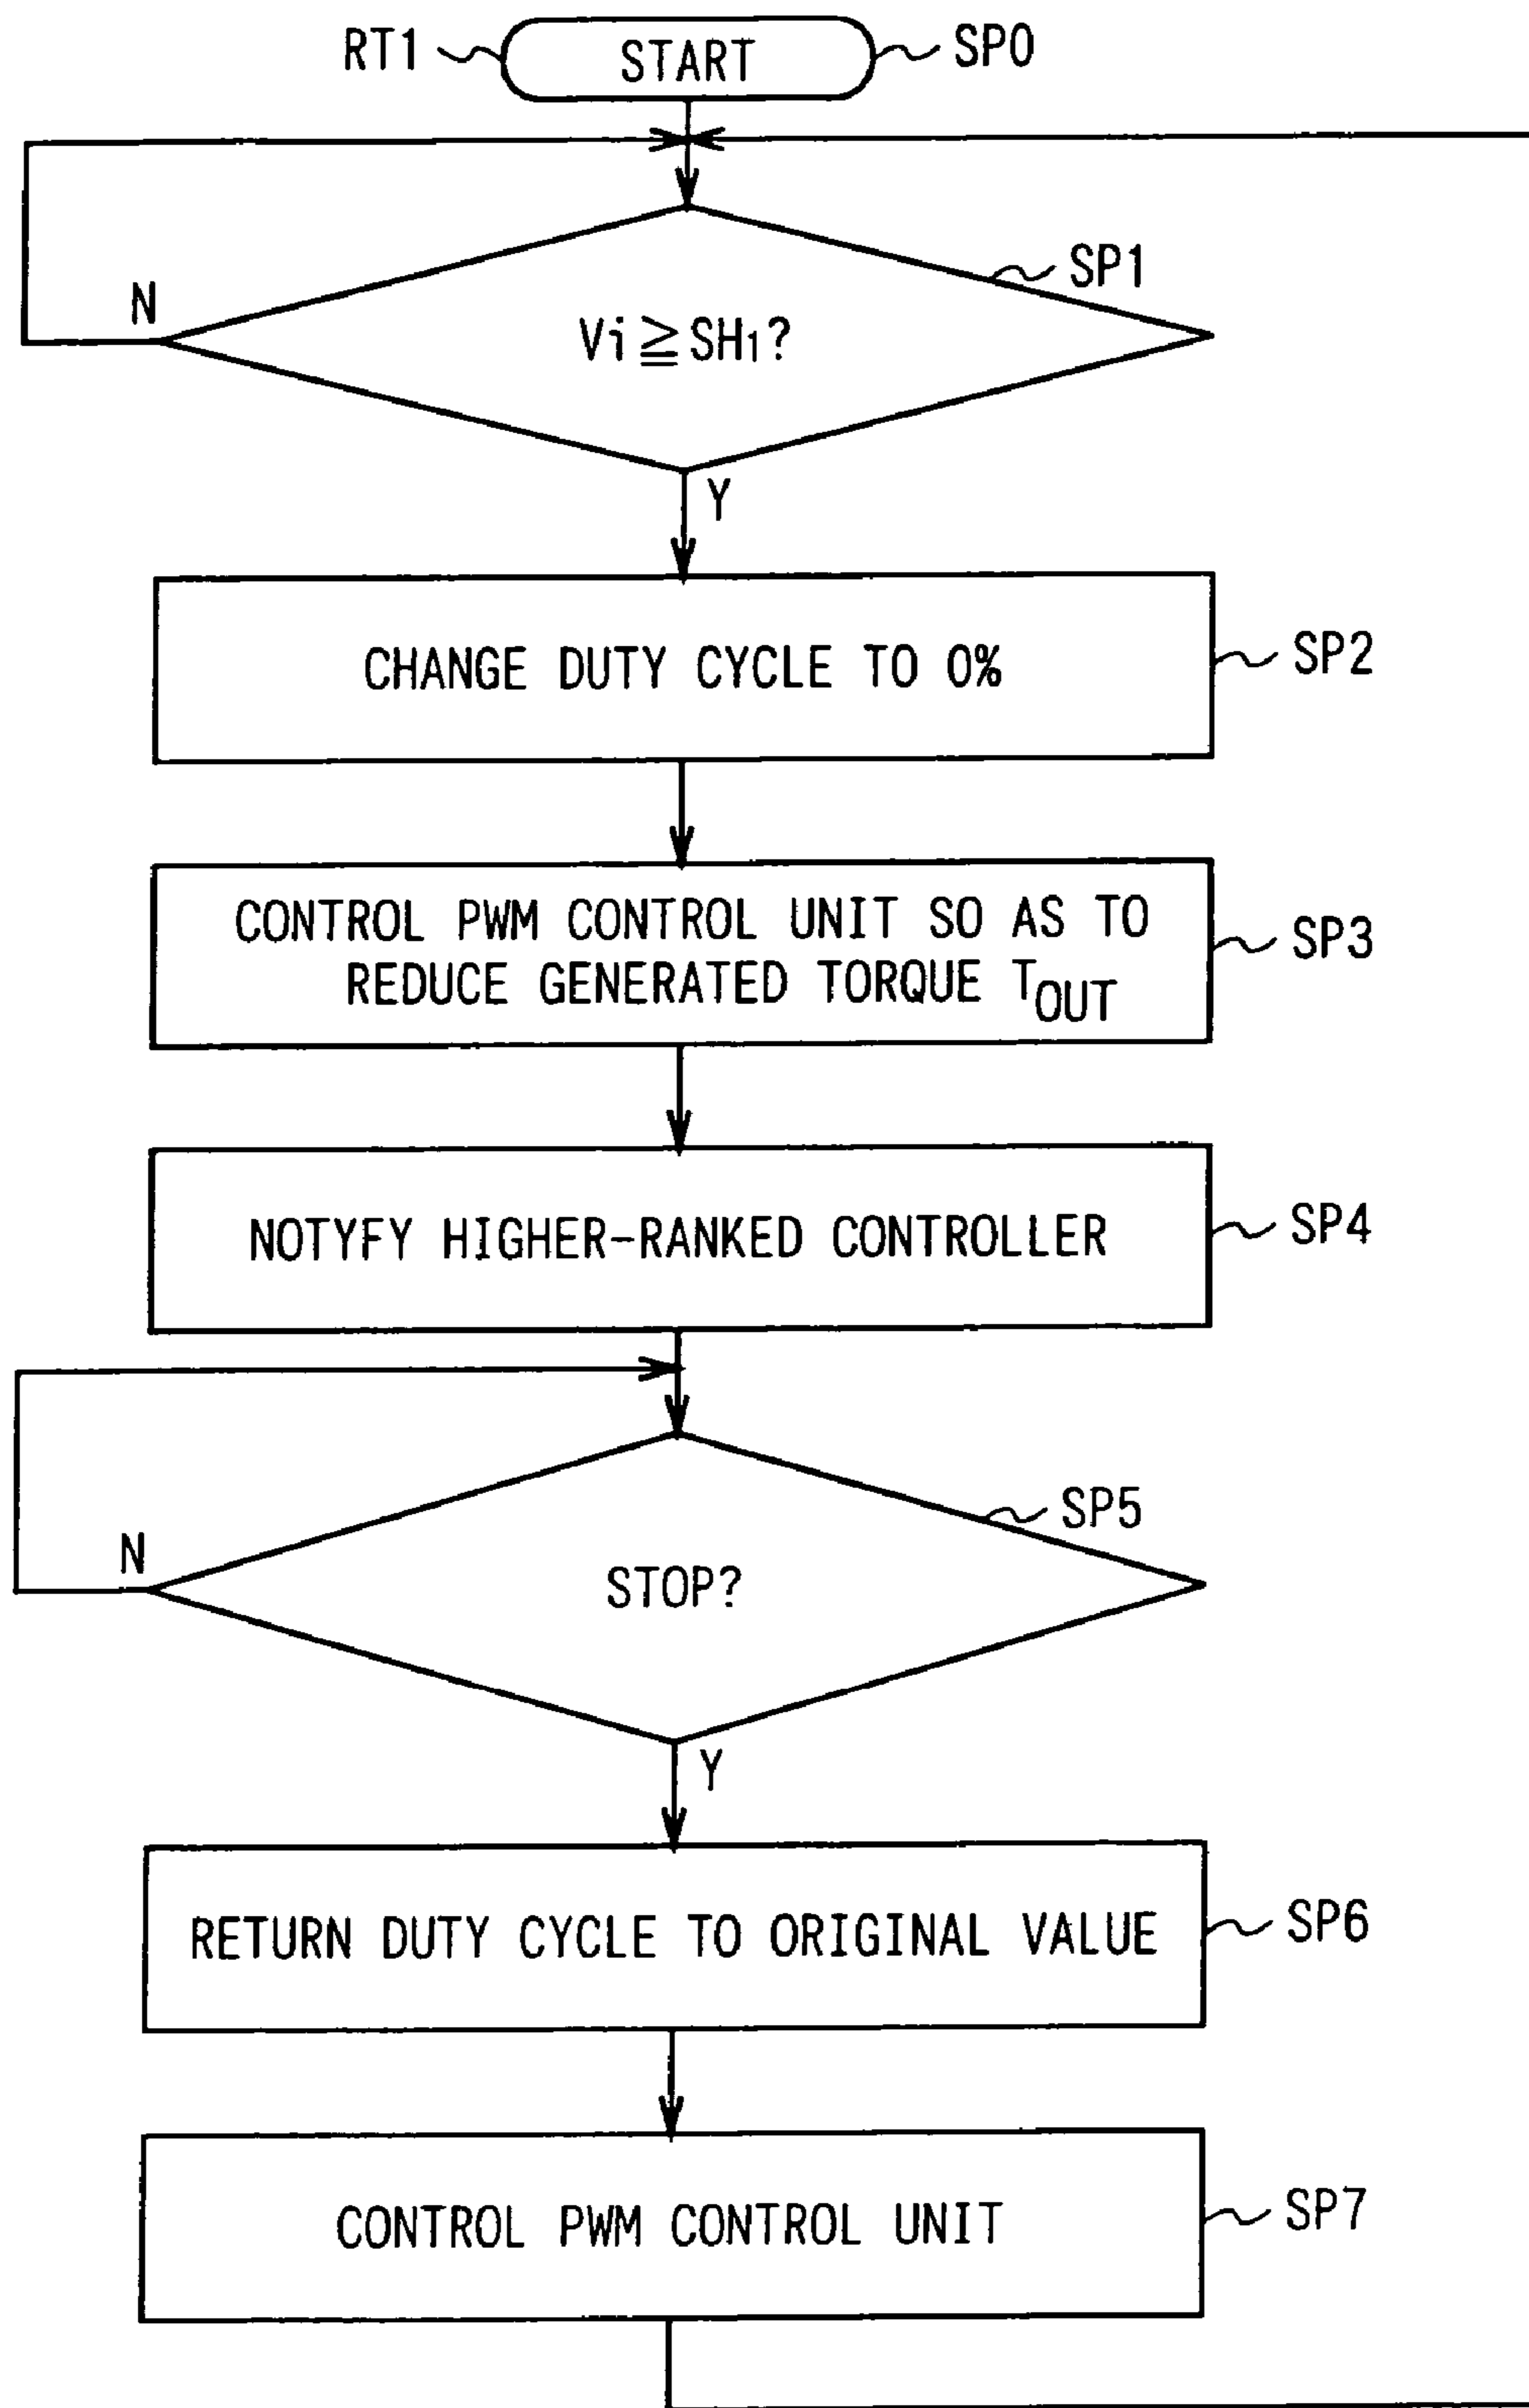 RT1 START SP0
SP1
N
Vi≧SH1?
Y
CHANGE DUTY CYCLE TO 0% SP2
CONTROL PWM CONTROL UNIT SO AS TO
REDUCE GENERATED TORQUE TOUT
SP3
NOTYFY HIGHER-RANKED CONTROLLER SP4
SP5
N
STOP?
Y
RETURN DUTY CYCLE TO ORIGINAL VALUE SP6
CONTROL PWM CONTROL UNIT SP7